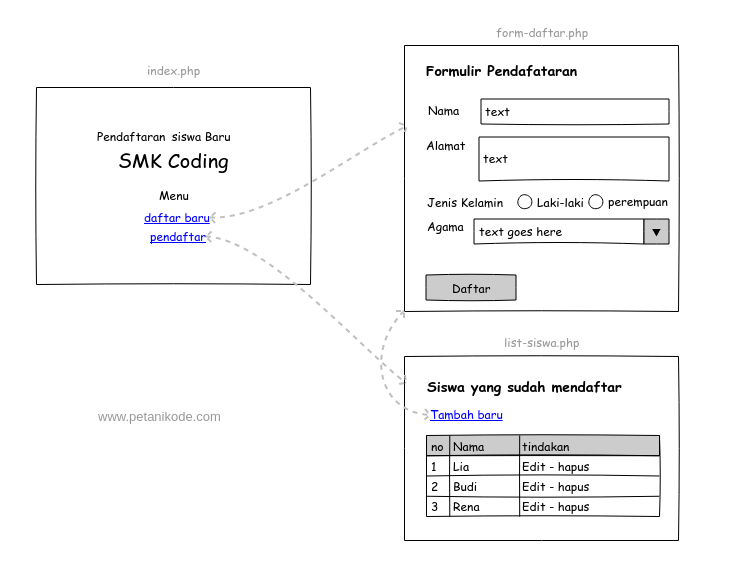 index.php
Pendaftaran siswa Baru
SMK Coding
Menu
daftar baru
pendaftar
www.petanikode.com
form-daftar.php
Formulir Pendafataran
Nama text
Alamat text
Jenis Kelamin Laki-laki perempuan
Agama text goes here
Daftar
list-siswa.php
Siswa yang sudah mendaftar
Tambah baru
no Nama tindakan
1 Lia Edit - hapus
2 Budi Edit - hapus
3 Rena Edit - hapus